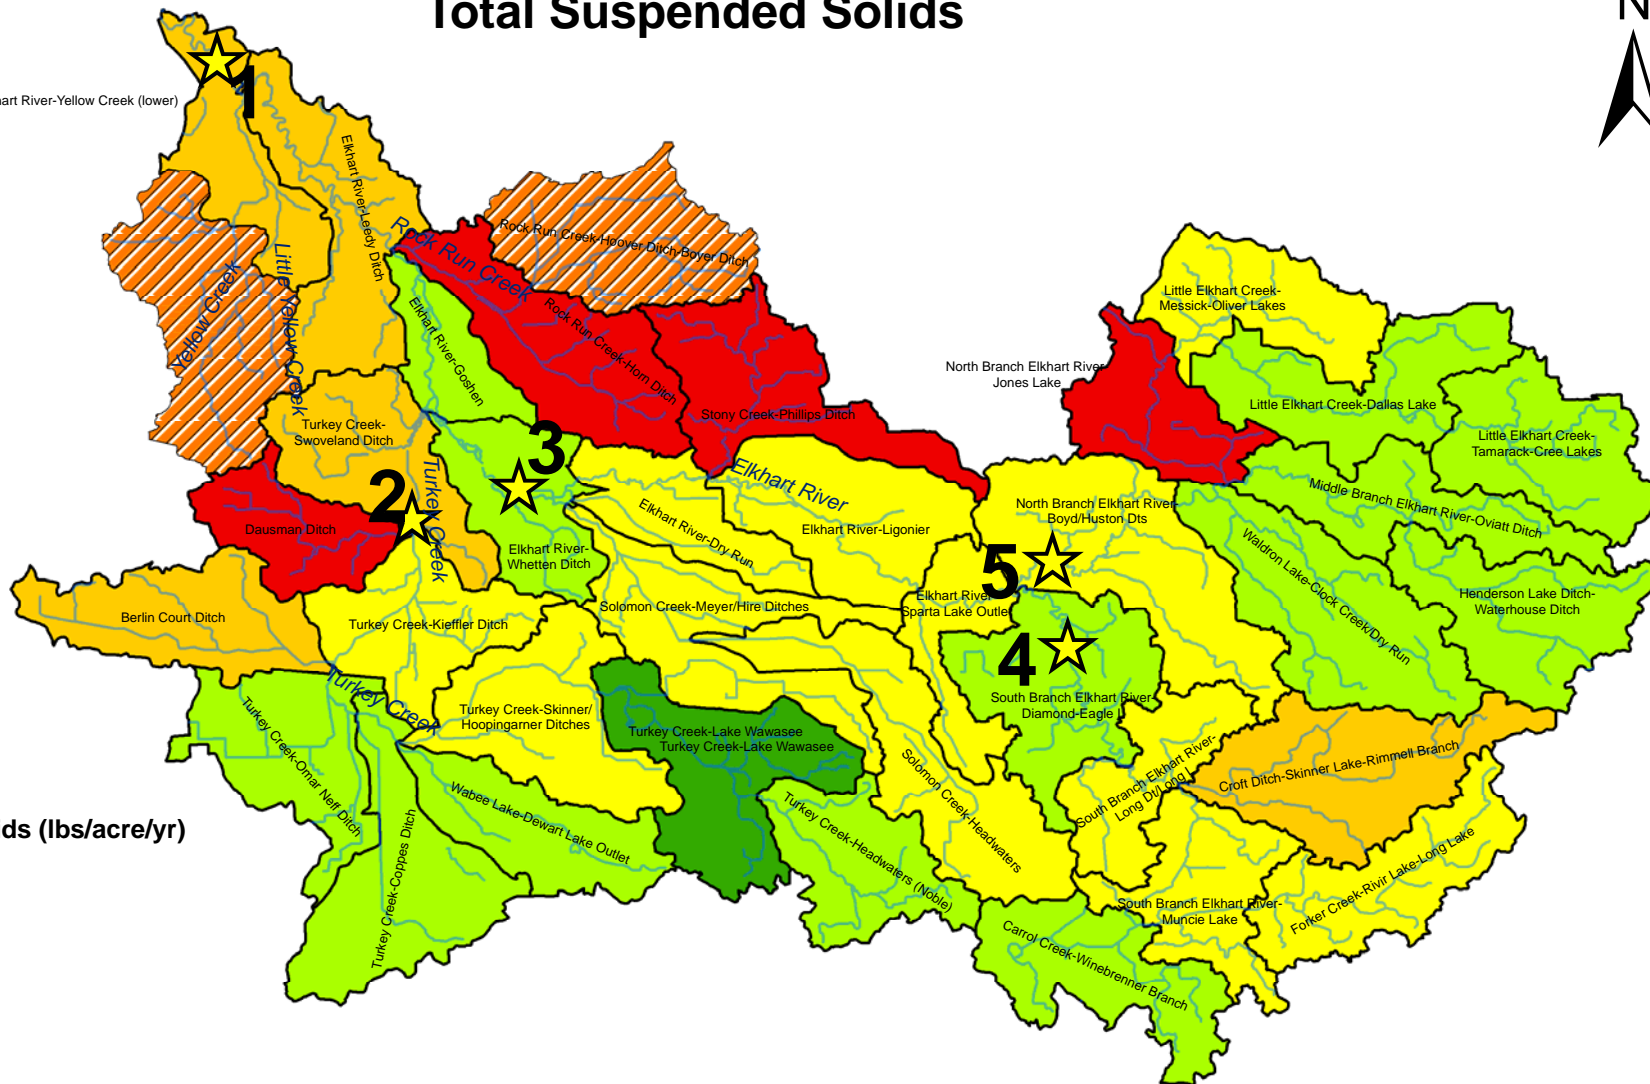 Total Suspended Solids
N
1
hart River-Yellow Creek (lower)
Elkhart River-Leedy Ditch
Rock Run Creek
Rock Run Creek-Hoover Ditch-Boyer Ditch
Yellow Creek
Little Yellow Creek
Elkhart River-Goshen
Rock Run Creek-Horn Ditch
Little Elkhart Creek-
Messick-Oliver Lakes
North Branch Elkhart River
Jones Lake
Stony Creek-Phillips Ditch
Little Elkhart Creek-Dallas Lake
Turkey Creek-
Swoveland Ditch
Little Elkhart Creek-
Tamarack-Cree Lakes
3
2
Turkey Creek
Elkhart River
Middle Branch Elkhart River-Oviatt Ditch
Dausman Ditch
Elkhart River-Dry Run
Elkhart River-Ligonier
North Branch Elkhart River
Boyd/Huston Dts
Elkhart River-
Whetten Ditch
5
Waldron Lake-Clock Creek/Dry Run
Berlin Court Ditch
Turkey Creek-Kieffler Ditch
Solomon Creek-Meyer/Hire Ditches
Elkhart River
Sparta Lake Outlet
Henderson Lake Ditch-
Waterhouse Ditch
4
Turkey Creek
Turkey Creek-Skinner/
Hoopingarner Ditches
South Branch Elkhart River-
Diamond-Eagle L
Turkey Creek-Omar Neff Ditch
Turkey Creek-Lake Wawasee
Turkey Creek-Lake Wawasee
Solomon Creek-Headwaters
South Branch Elkhart River-
Long Dt/Long L
Croft Ditch-Skinner Lake-Rimmell Branch
Wabee Lake-Dewart Lake Outlet
Turkey Creek-Headwaters (Noble)
ds (lbs/acre/yr)
Turkey Creek-Coppes Ditch
South Branch Elkhart River-
Muncie Lake
Forker Creek-Rivir Lake-Long Lake
Carrol Creek-Winebrenner Branch